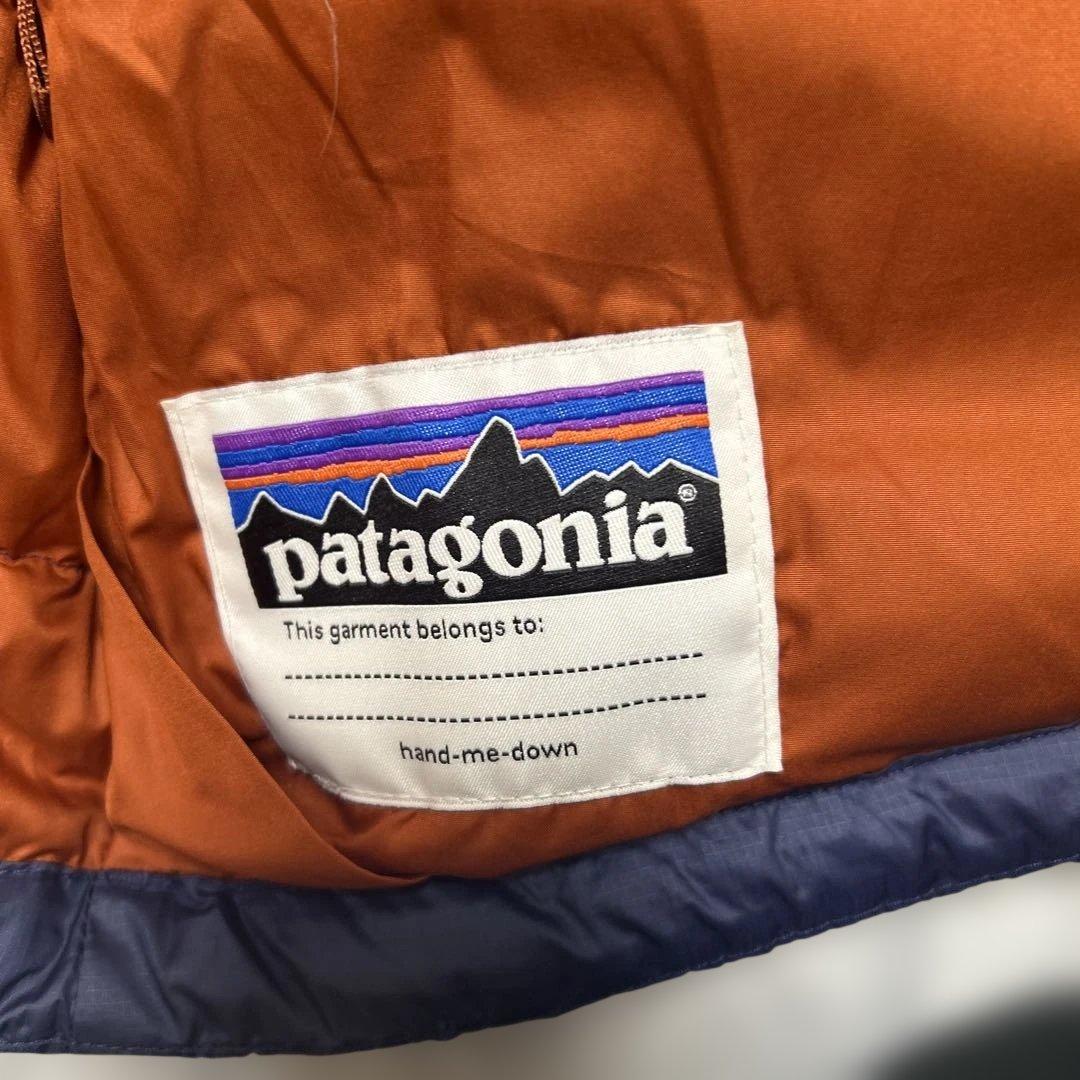 patagonia®
This garment belongs to:
hand-me-down